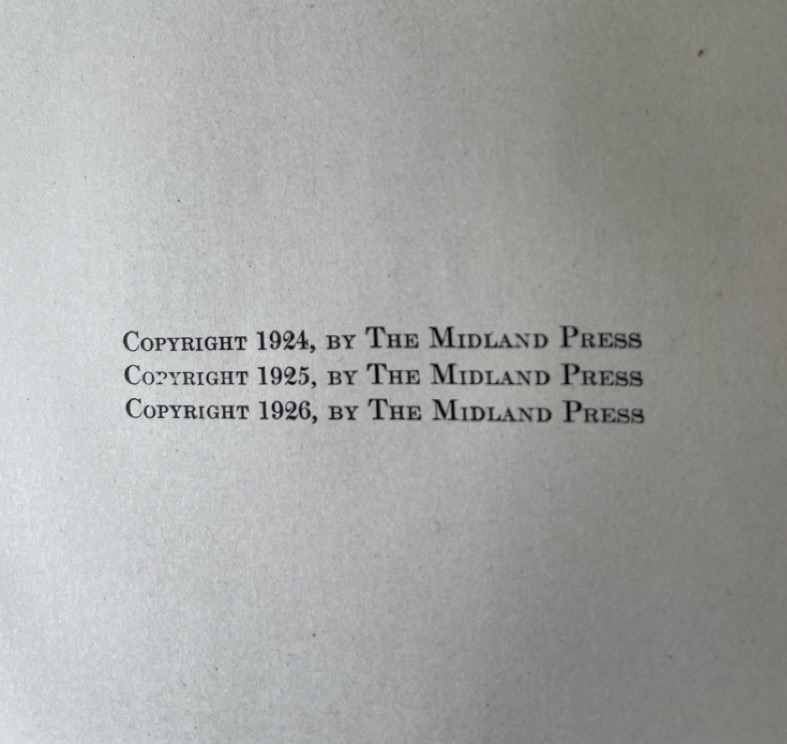 Copyright 1924, by The Midland Press
Copyright 1925, by The Midland Press
Copyright 1926, by The Midland Press